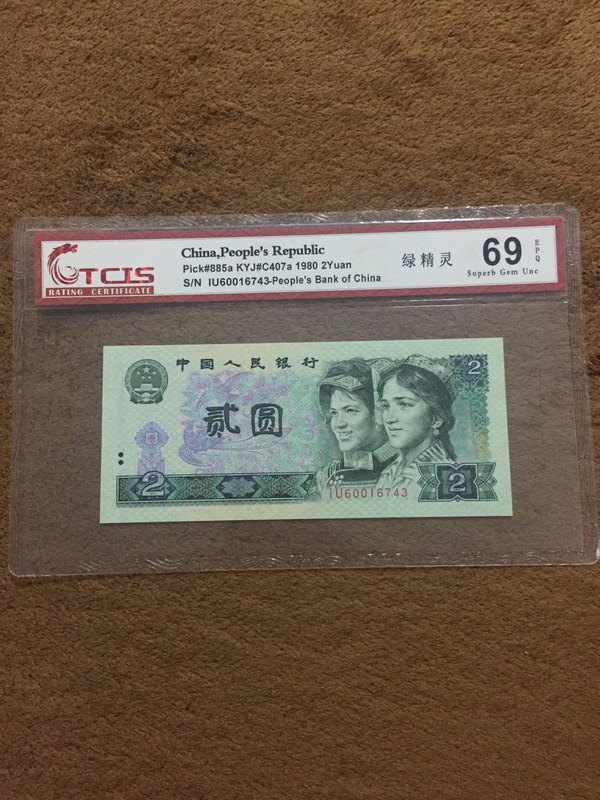 TCIS
RATING CERTIFICATE
China,People's Republic
Pick#885a KYJ#C407a 1980 2Yuan
S/N IU60016743-People's Bank of China
绿精灵
69
EPQ
Superb Gem Unc
中国人民银行
2
贰圆
2
IU60016743
2